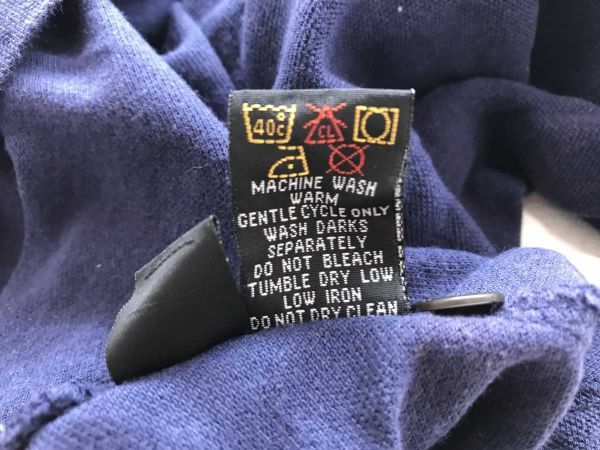 40c CL
MACHINE WASH
WARM
GENTLE CYCLE ONLY
WASH DARKS
SEPARATELY
DO NOT BLEACH
TUMBLE DRY LOW
LOW IRON
DO NOT DRY CLEAN